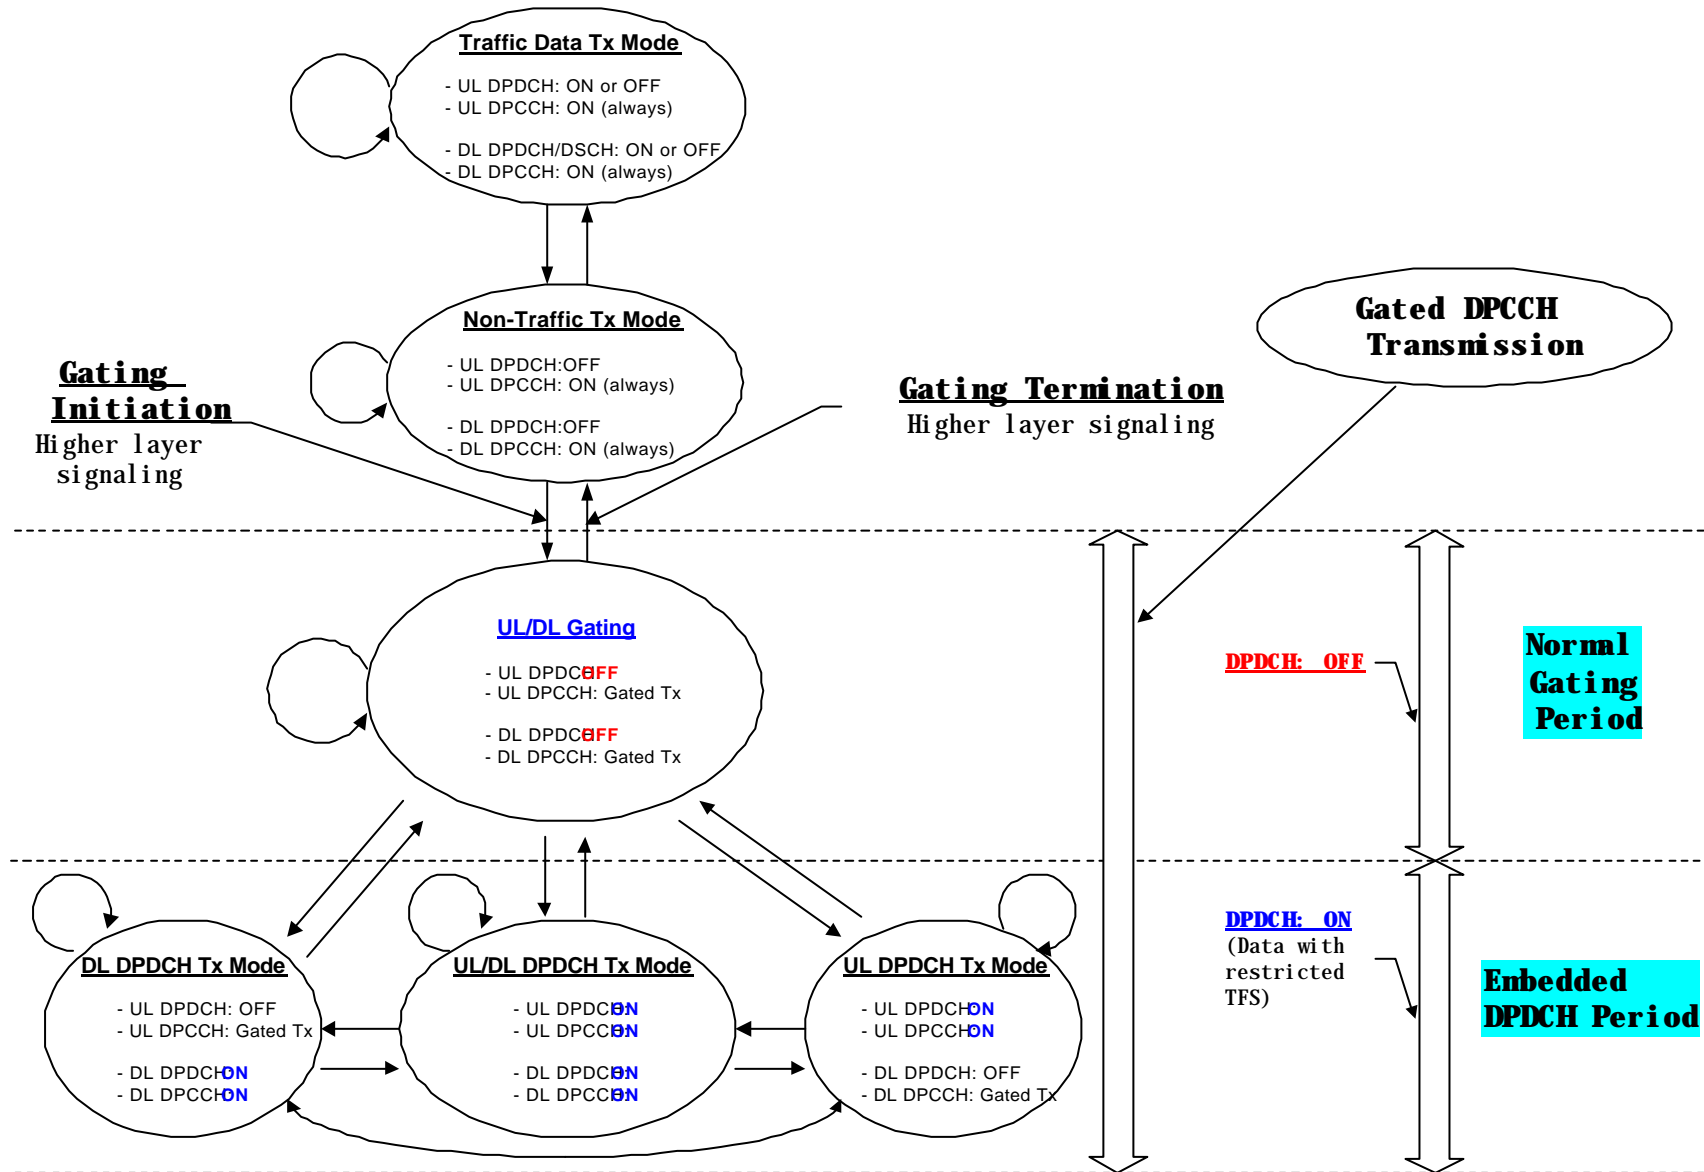 Traffic Data Tx Mode
- UL DPDCH: ON or OFF
- UL DPCCH: ON (always)
- DL DPDCH/DSCH: ON or OFF
- DL DPCCH: ON (always)
Non-Traffic Tx Mode
- UL DPDCH:OFF
- UL DPCCH: ON (always)
- DL DPDCH:OFF
- DL DPCCH: ON (always)
Gating
Initiation
Higher layer
signaling
Gating Termination
Higher layer signaling
Gated DPCCH
Transmission
UL/DL Gating
- UL DPDCH:OFF
- UL DPCCH: Gated Tx
- DL DPDCH:OFF
- DL DPCCH: Gated Tx
DPDCH: OFF
Normal
Gating
Period
DL DPDCH Tx Mode
- UL DPDCH: OFF
- UL DPCCH: Gated Tx
- DL DPDCH:ON
- DL DPCCH:ON
UL/DL DPDCH Tx Mode
- UL DPDCH:ON
- UL DPCCH:ON
- DL DPDCH:ON
- DL DPCCH:ON
UL DPDCH Tx Mode
- UL DPDCH:ON
- UL DPCCH:ON
- DL DPDCH: OFF
- DL DPCCH: Gated Tx
DPDCH: ON
(Data with
restricted
TFS)
Embedded
DPDCH Period